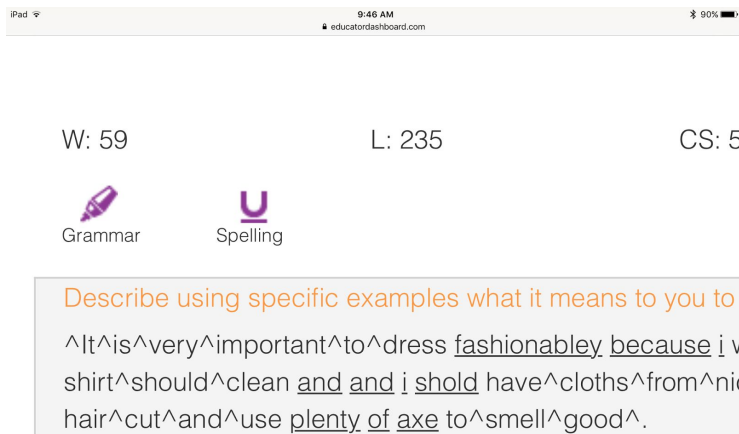 iPad 9:46 AM 90%
educatordashboard.com
W: 59 L: 235 CS: 5
Grammar Spelling
Describe using specific examples what it means to you to
^It^is^very^important^to^dress fashionabley because i w
shirt^should^clean and and i shold have^cloths^from^nic
hair^cut^and^use plenty of axe to^smell^good^.